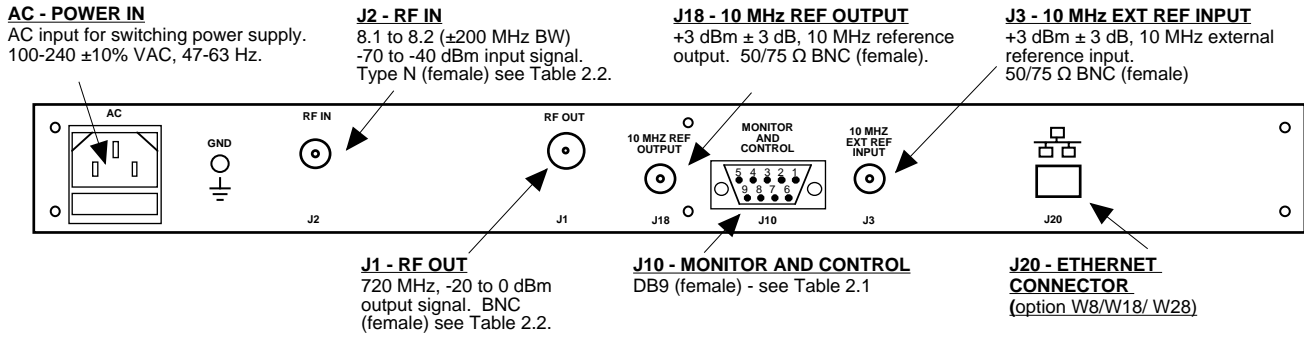 AC - POWER IN
AC input for switching power supply.
100-240 ±10% VAC, 47-63 Hz.
J2 - RF IN
8.1 to 8.2 (±200 MHz BW)
-70 to -40 dBm input signal.
Type N (female) see Table 2.2.
J18 - 10 MHz REF OUTPUT
+3 dBm ± 3 dB, 10 MHz reference
output.  50/75 Ω BNC (female).
J3 - 10 MHz EXT REF INPUT
+3 dBm ± 3 dB, 10 MHz external
reference input.
50/75 Ω BNC (female)
AC
GND
RF IN
J2
RF OUT
J1
10 MHZ REF
OUTPUT
J18
MONITOR
AND
CONTROL
5 4 3 2 1
9 8 7 6
J10
10 MHZ
EXT REF
INPUT
J3
J20
J1 - RF OUT
720 MHz, -20 to 0 dBm
output signal.  BNC
(female) see Table 2.2.
J10 - MONITOR AND CONTROL
DB9 (female) - see Table 2.1
J20 - ETHERNET
CONNECTOR
(option W8/W18/ W28)